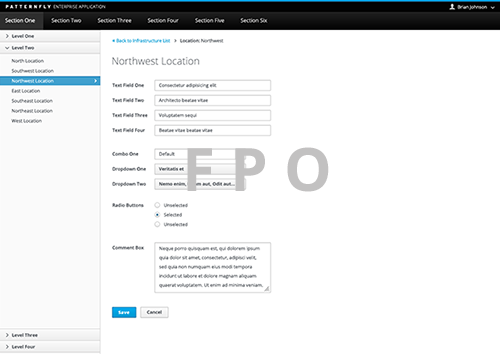 PATTERNFLY ENTERPRISE APPLICATION
Brian Johnson
Section One Section Two Section Three Section Four Section Five Section Six
Level One
Level Two
North Location
Southwest Location
Northwest Location
East Location
Southeast Location
Northeast Location
West Location
Level Three
Level Four
« Back to Infrastructure List > Location: Northwest
Northwest Location
Text Field One Consectetur adipisicing elit
Text Field Two Architecto beatae vitae
Text Field Three Voluptatem sequi
Text Field Four Beatae vitae beatae vitae
Combo One Default
Dropdown One Veritatis et
Dropdown Two Nemo enim, aut, Odit aut...
FPO
Radio Buttons Unselected
Selected
Unselected
Comment Box Neque porro quisquam est, qui dolorem ipsum
quia dolor sit amet, consectetur, adipisci velit,
sed quia non numquam eius modi tempora
incidunt ut labore et dolore magnam aliquam
quaerat voluptatem. Ut enim ad minima veniam,
Save Cancel